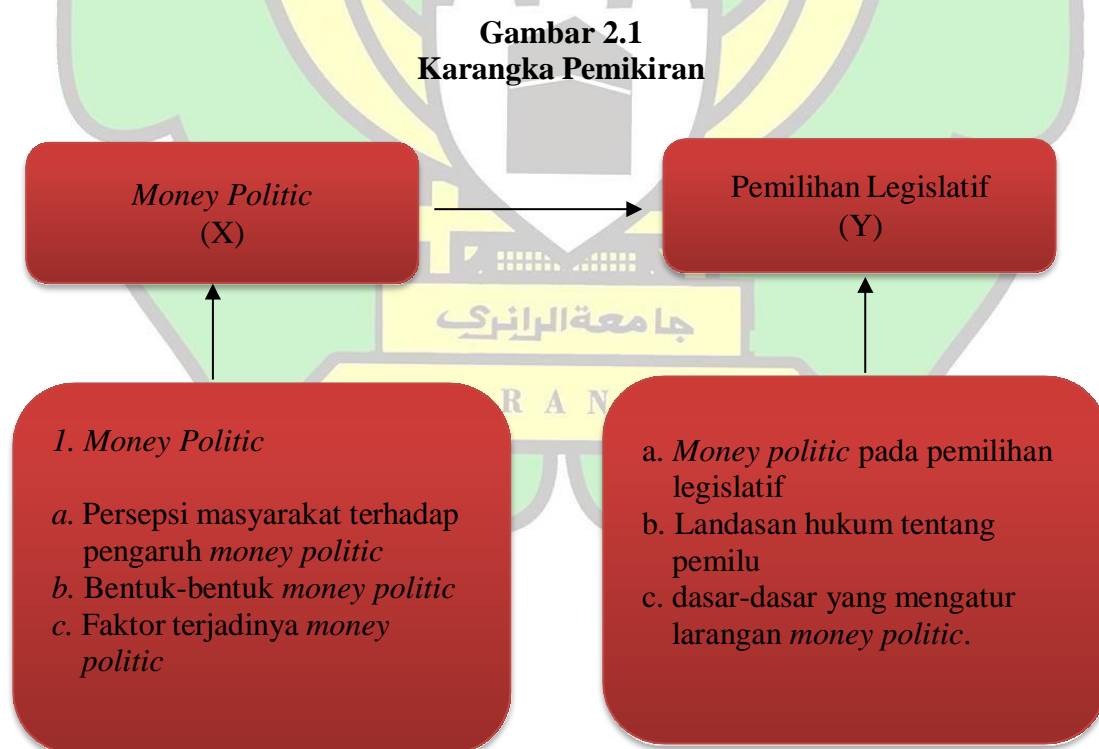 Gambar 2.1
Karangka Pemikiran
Money Politic
(X)
Pemilihan Legislatif
(Y)
جامعةالرانري
R A N
1. Money Politic
a. Persepsi masyarakat terhadap
pengaruh money politic
b. Bentuk-bentuk money politic
c. Faktor terjadinya money
politic
a. Money politic pada pemilihan
legislatif
b. Landasan hukum tentang
pemilu
c. dasar-dasar yang mengatur
larangan money politic.